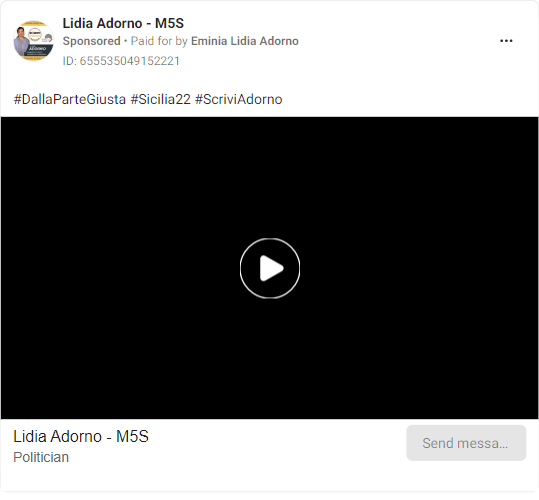 Lidia Adorno - M5S
Sponsored • Paid for by Eminia Lidia Adorno
ID: 655535049152221
#DallaParteGiusta #Sicilia22 #ScriviAdorno
Lidia Adorno - M5S
Politician
Send messa...